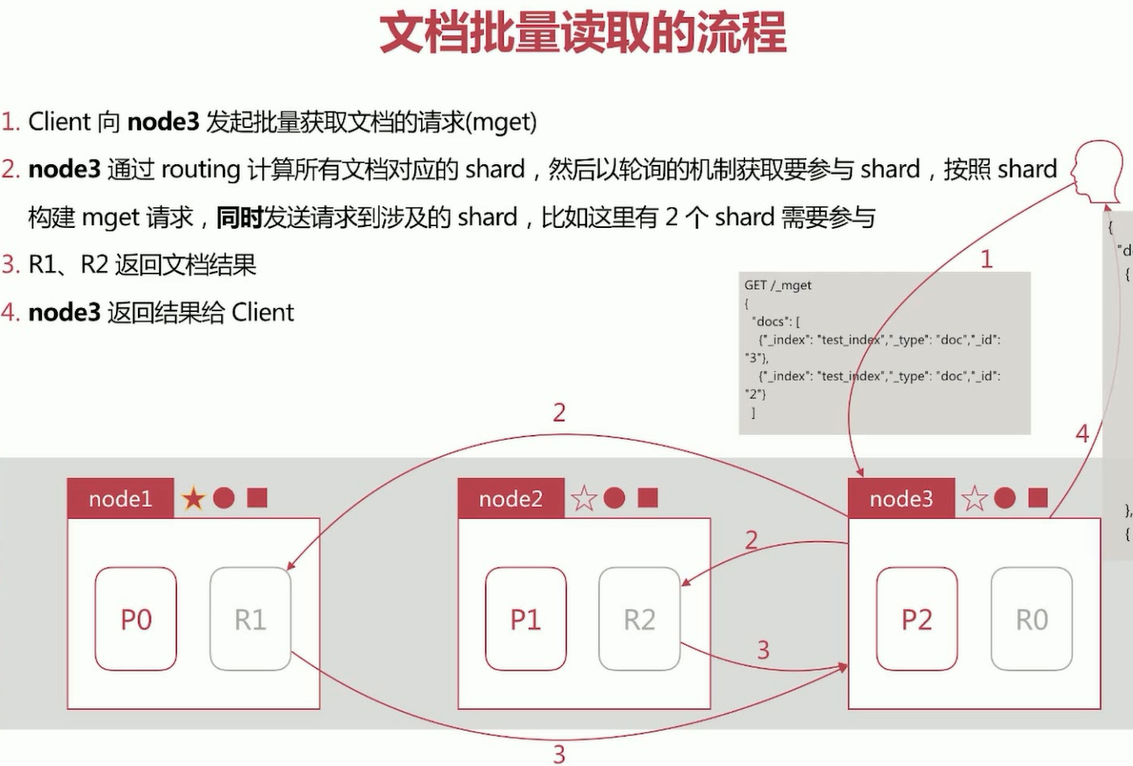 文档批量读取的流程
1. Client 向 node3 发起批量获取文档的请求(mget)
2. node3 通过 routing 计算所有文档对应的 shard，然后以轮询的机制获取要参与 shard，按照 shard
构建 mget 请求，同时发送请求到涉及的 shard，比如这里有 2 个 shard 需要参与
3. R1、R2 返回文档结果
4. node3 返回结果给 Client
1
GET /_mget
{
"docs": [
{"_index": "test_index","_type": "doc","_id":
"3"},
{"_index": "test_index","_type": "doc","_id":
"2"}
]
{
"d
{
},
{
2
4
node1
node2
node3
2
P0
R1
P1
R2
P2
R0
3
3